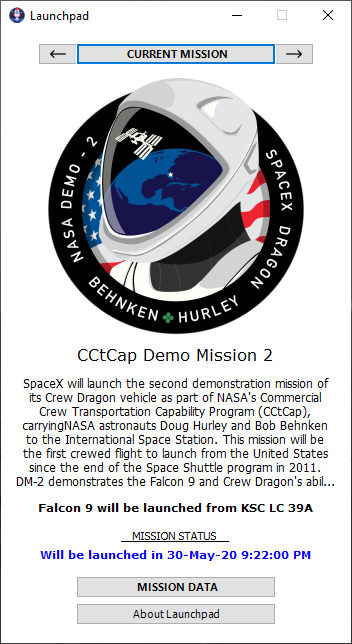 Launchpad
← CURRENT MISSION →
NASA DEMO - 2
SPACEX DRAGON
BEHNKEN HURLEY
CCtCap Demo Mission 2
SpaceX will launch the second demonstration mission of
its Crew Dragon vehicle as part of NASA's Commercial
Crew Transportation Capability Program (CCtCap),
carryingNASA astronauts Doug Hurley and Bob Behnken
to the International Space Station. This mission will be
the first crewed flight to launch from the United States
since the end of the Space Shuttle program in 2011.
DM-2 demonstrates the Falcon 9 and Crew Dragon's abil...
Falcon 9 will be launched from KSC LC 39A
MISSION STATUS
Will be launched in 30-May-20 9:22:00 PM
MISSION DATA
About Launchpad